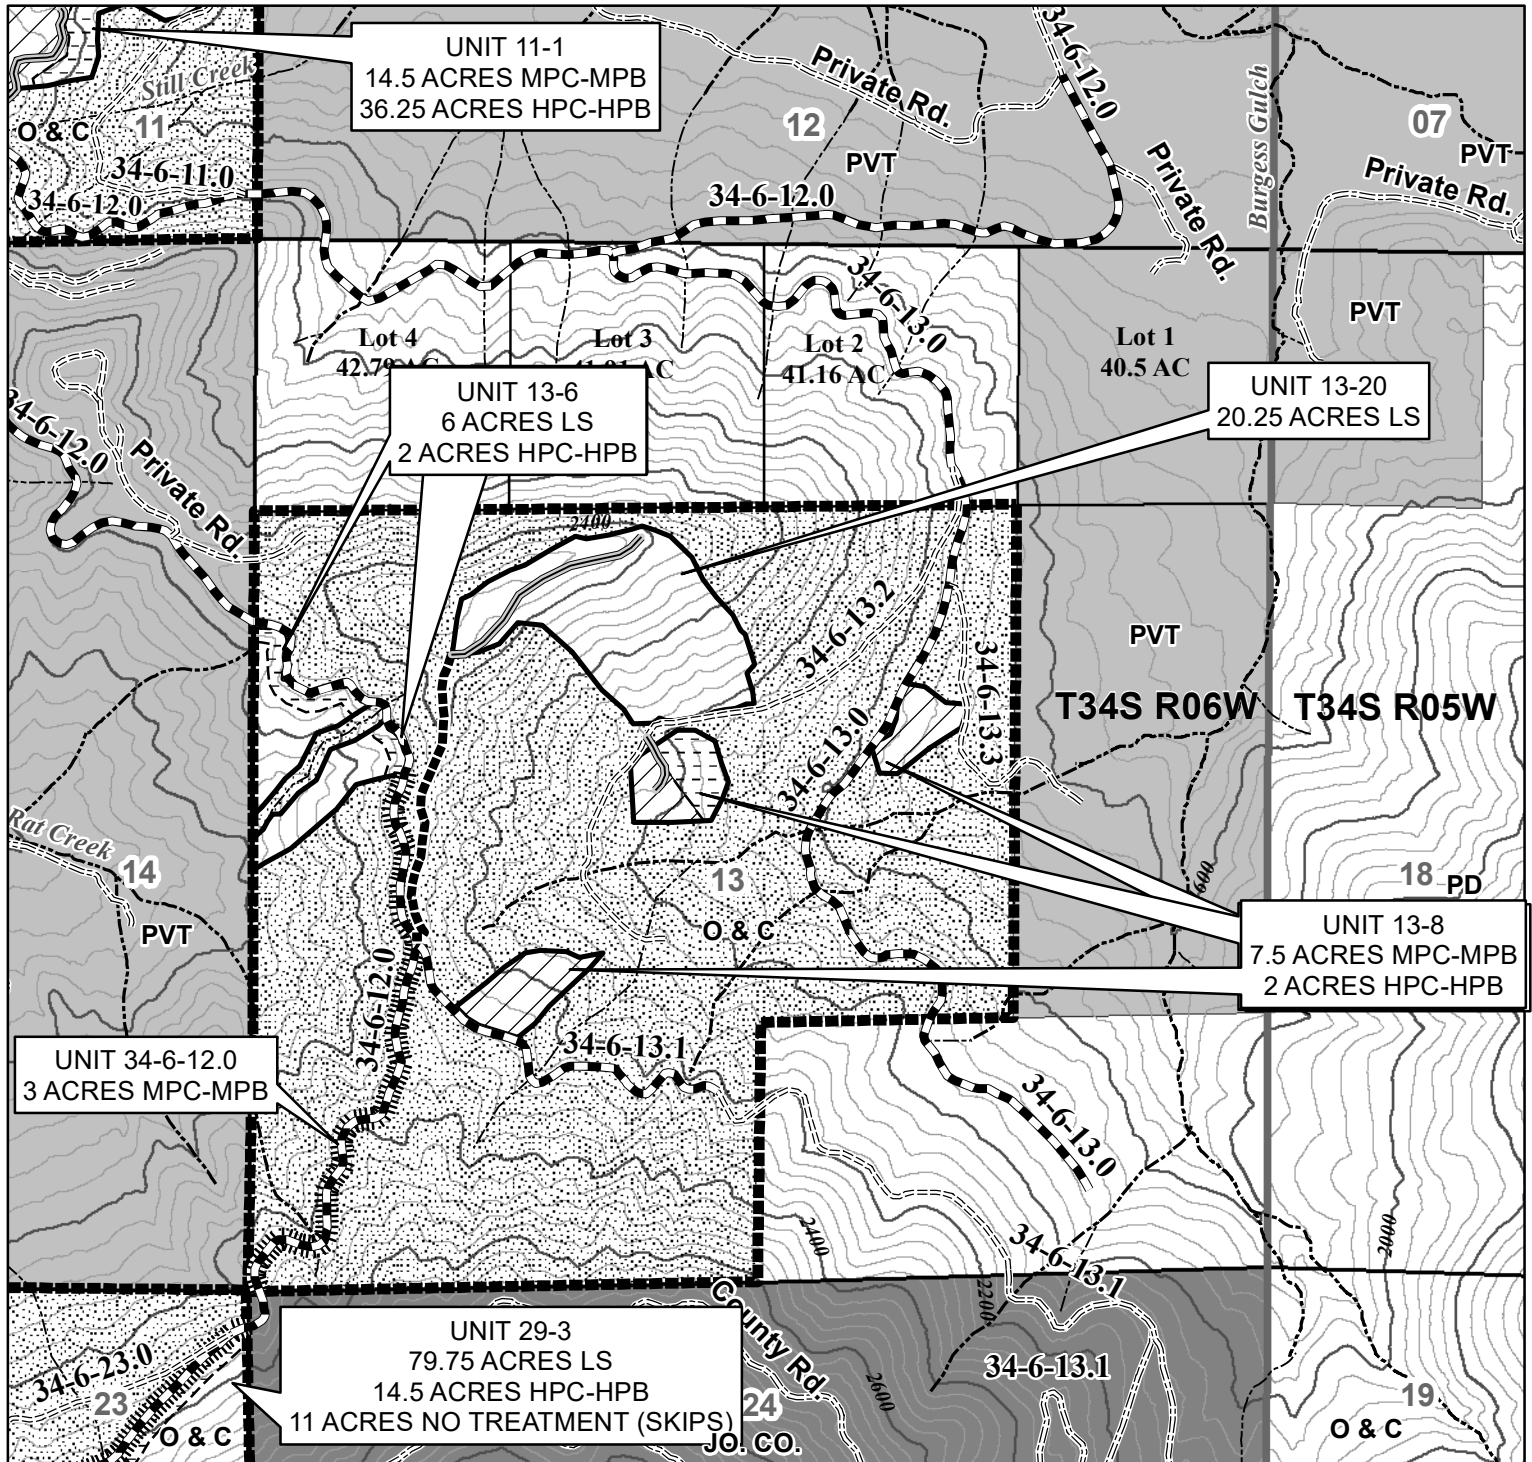 UNIT 11-1
14.5 ACRES MPC-MPB
36.25 ACRES HPC-HPB
Still Creek
O & C
11
34-6-11.0
34-6-12.0
Private Rd.
12
PVT
34-6-12.0
34-6-12.0
Private Rd.
Burgess Gulch
07
PVT
Private Rd.
Lot 4
42.79 AC
Lot 3
AC
Lot 2
41.16 AC
34-6-13.0
Lot 1
40.5 AC
PVT
UNIT 13-6
6 ACRES LS
2 ACRES HPC-HPB
UNIT 13-20
20.25 ACRES LS
34-6-12.0
Private Rd.
2400
34-6-13.2
34-6-13.3
PVT
T34S R06W
T34S R05W
34-6-13.0
Rat Creek
14
PVT
13
O & C
600
18
PD
UNIT 13-8
7.5 ACRES MPC-MPB
2 ACRES HPC-HPB
34-6-12.0
34-6-13.1
UNIT 34-6-12.0
3 ACRES MPC-MPB
34-6-13.0
2400
34-6-13.1
2200
2000
UNIT 29-3
79.75 ACRES LS
14.5 ACRES HPC-HPB
11 ACRES NO TREATMENT (SKIPS)
County Rd.
34-6-23.0
23
O & C
24
JO. CO.
2600
34-6-13.1
19
O & C